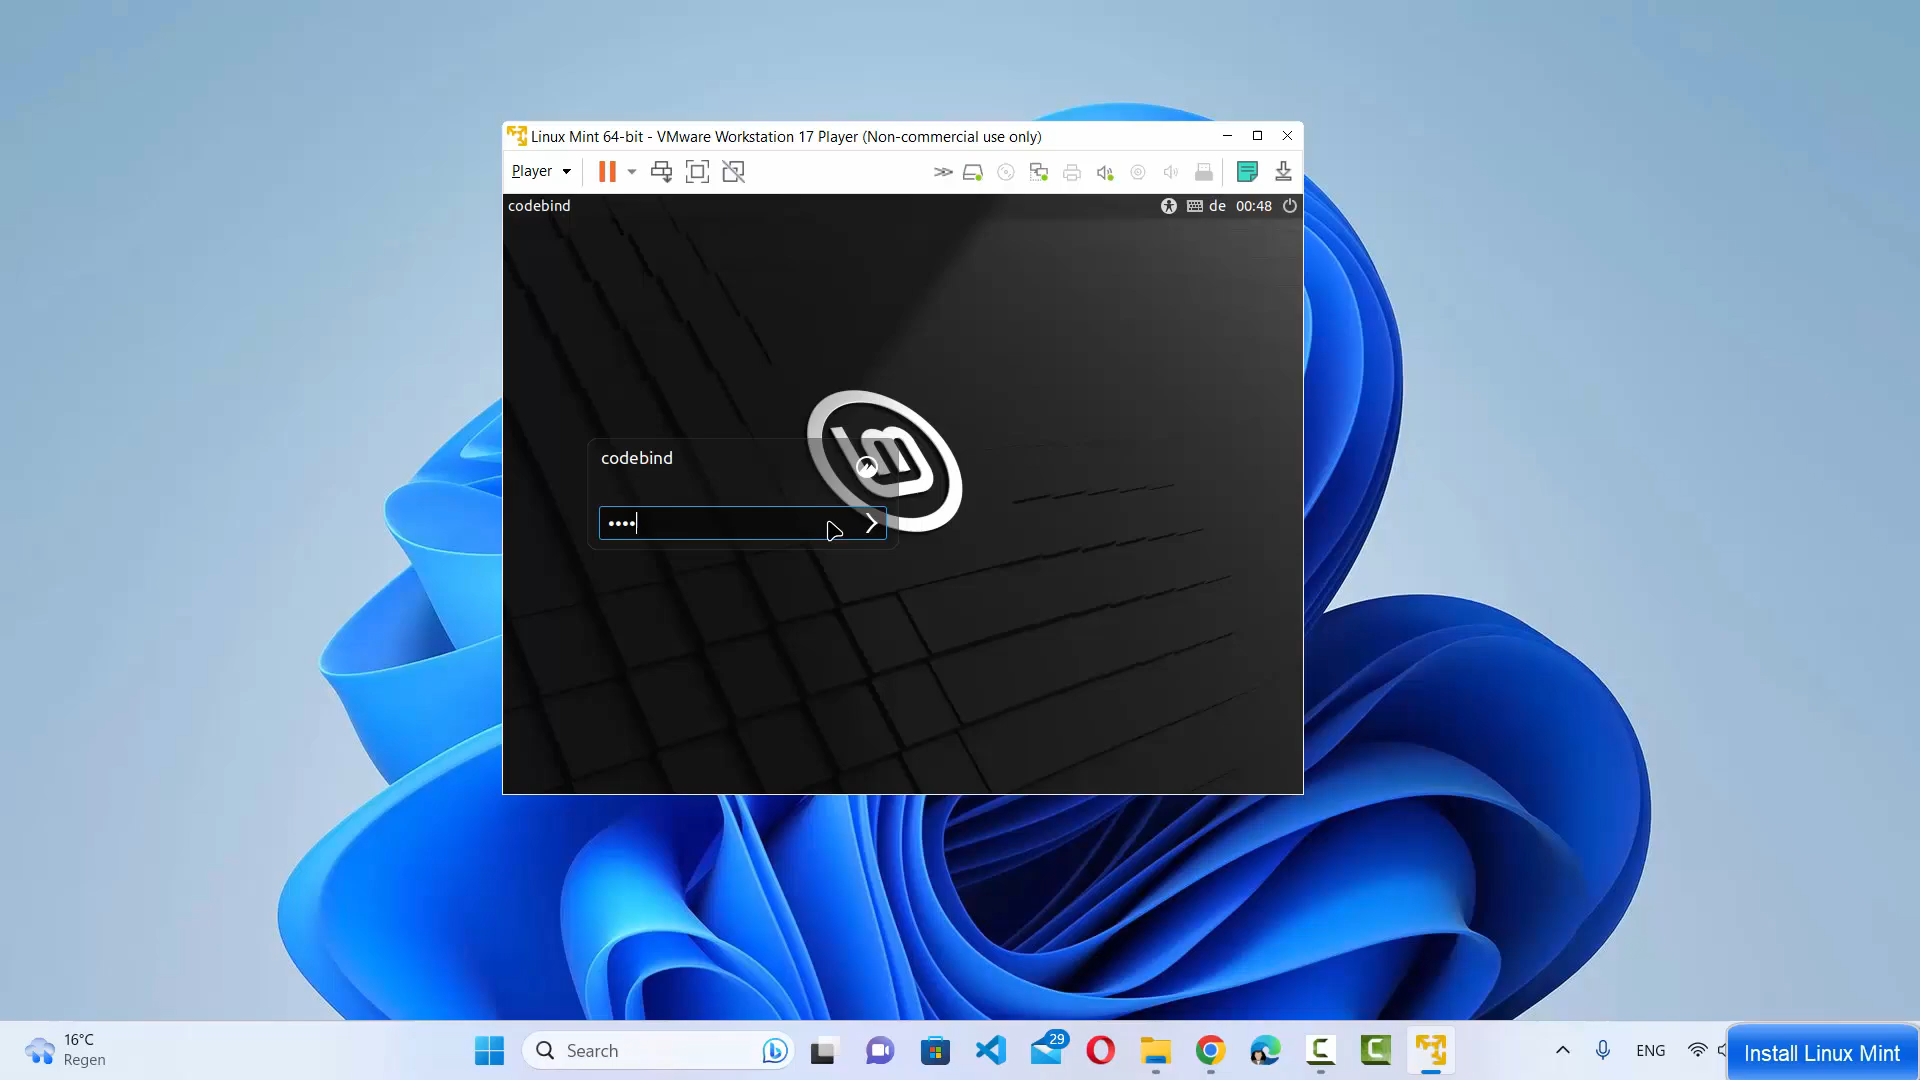 Linux Mint 64-bit - VMware Workstation 17 Player (Non-commercial use only)
Player
codebind
de 00:48
codebind
16°C
Regen
Search
29
ENG
Install Linux Mint